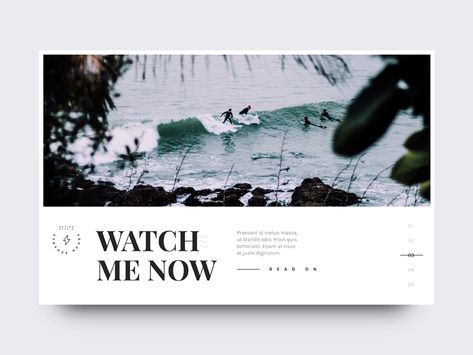 WATCH
ME NOW
Praesent id metus massa,
ut blandit odio. Proin quis
tortor. Etiam at risus
et justo dignissim.
READ ON
01
02
03
04
05